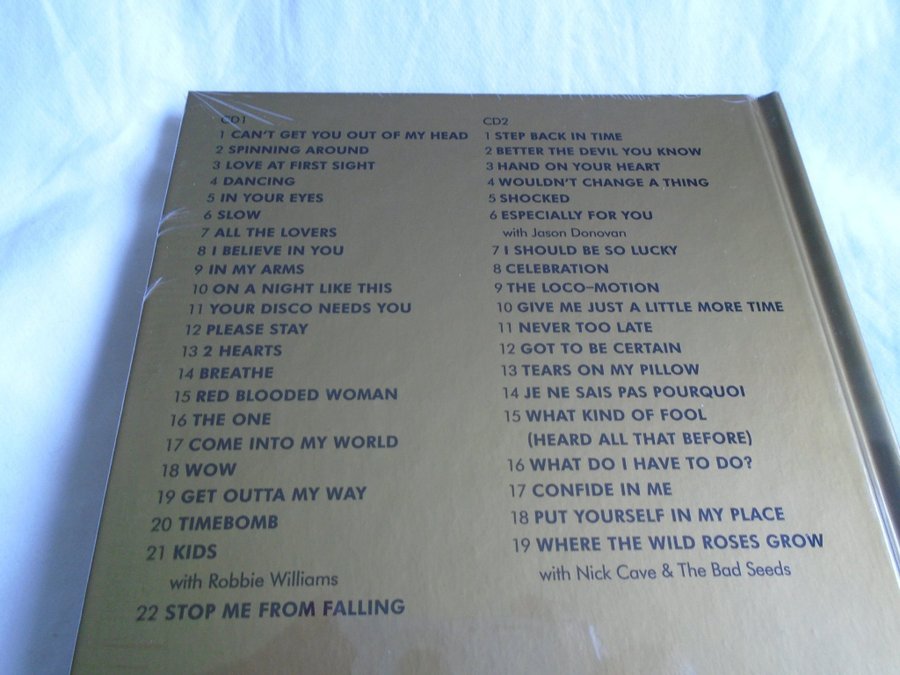 CD1
1 CAN'T GET YOU OUT OF MY HEAD
2 SPINNING AROUND
3 LOVE AT FIRST SIGHT
4 DANCING
5 IN YOUR EYES
6 SLOW
7 ALL THE LOVERS
8 I BELIEVE IN YOU
9 IN MY ARMS
10 ON A NIGHT LIKE THIS
11 YOUR DISCO NEEDS YOU
12 PLEASE STAY
13 2 HEARTS
14 BREATHE
15 RED BLOODED WOMAN
16 THE ONE
17 COME INTO MY WORLD
18 WOW
19 GET OUTTA MY WAY
20 TIMEBOMB
21 KIDS
with Robbie Williams
22 STOP ME FROM FALLING
CD2
1 STEP BACK IN TIME
2 BETTER THE DEVIL YOU KNOW
3 HAND ON YOUR HEART
4 WOULDN'T CHANGE A THING
5 SHOCKED
6 ESPECIALLY FOR YOU
with Jason Donovan
7 I SHOULD BE SO LUCKY
8 CELEBRATION
9 THE LOCO–MOTION
10 GIVE ME JUST A LITTLE MORE TIME
11 NEVER TOO LATE
12 GOT TO BE CERTAIN
13 TEARS ON MY PILLOW
14 JE NE SAIS PAS POURQUOI
15 WHAT KIND OF FOOL
(HEARD ALL THAT BEFORE)
16 WHAT DO I HAVE TO DO?
17 CONFIDE IN ME
18 PUT YOURSELF IN MY PLACE
19 WHERE THE WILD ROSES GROW
with Nick Cave & The Bad Seeds